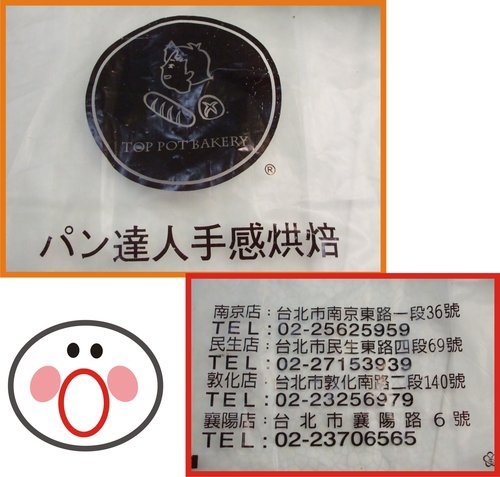 TOP POT BAKERY
®
パン達人手感烘焙
南京店：台北市南京東路一段36號
TEL：02-25625959
民生店：台北市民生東路四段69號
TEL：02-27153939
敦化店：台北市敦化南路二段140號
TEL：02-23256979
襄陽店：台北市襄陽路6號
TEL：02-23706565